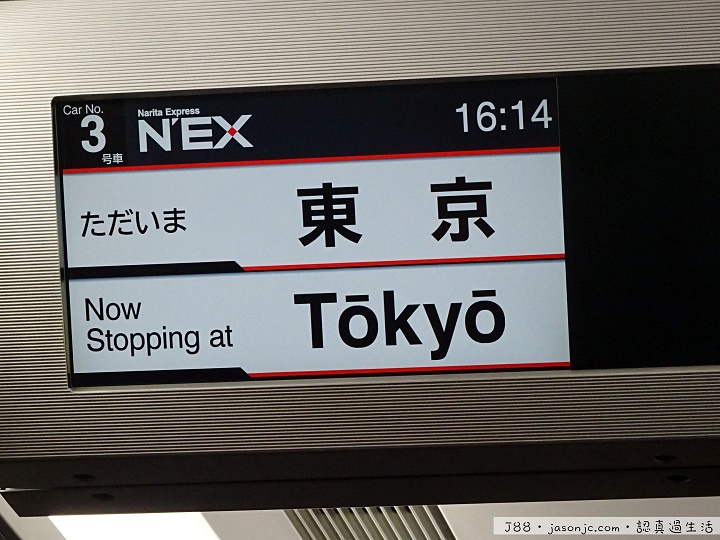 Car No.
3
号車
Narita Express
N'EX
16:14
ただいま
東京
Now
Stopping at
Tōkyō
J88・jasonjc.com・認真過生活